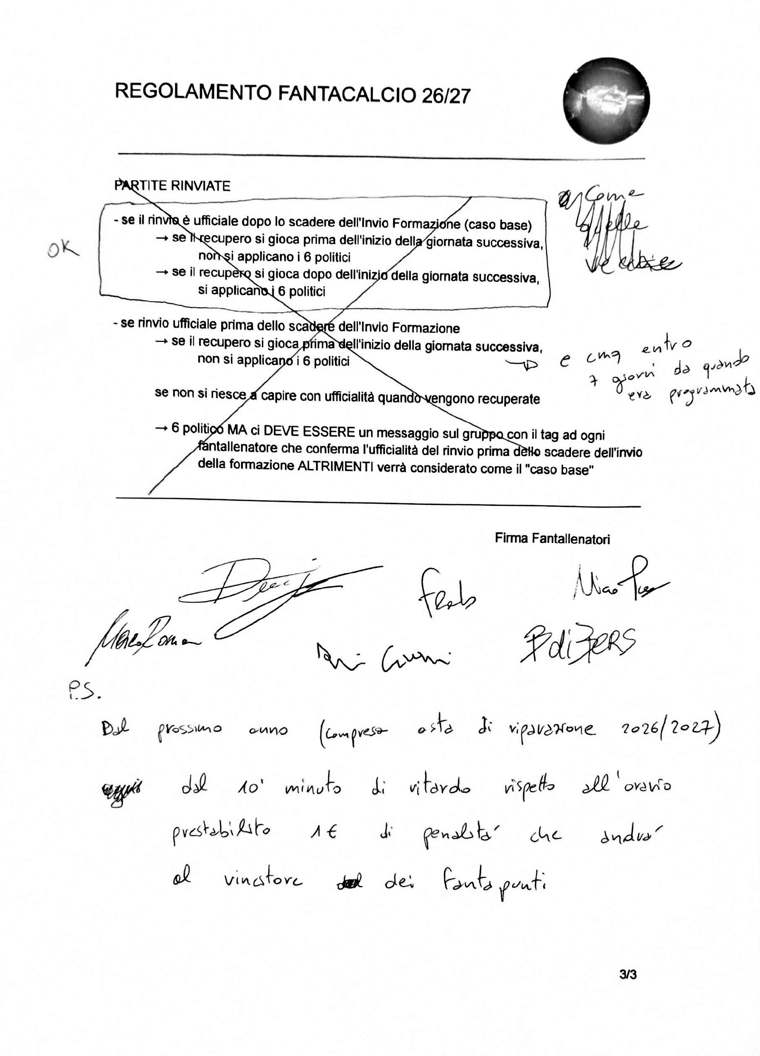 REGOLAMENTO FANTACALCIO 26/27
PARTITE RINVIATE
- se il rinvio è ufficiale dopo lo scadere dell'Invio Formazione (caso base)
→ se il recupero si gioca prima dell'inizio della giornata successiva,
non si applicano i 6 politici
→ se il recupero si gioca dopo dell'inizio della giornata successiva,
si applicano i 6 politici
OK
come
quelle
vecchie
- se rinvio ufficiale prima dello scadere dell'Invio Formazione
→ se il recupero si gioca prima dell'inizio della giornata successiva,
non si applicano i 6 politici
→ e cmq entro
7 giorni da quando
era programmata
se non si riesce a capire con ufficialità quando vengono recuperate
→ 6 politico MA ci DEVE ESSERE un messaggio sul gruppo con il tag ad ogni
fantallenatore che conferma l'ufficialità del rinvio prima dello scadere dell'invio
della formazione ALTRIMENTI verrà considerato come il "caso base"
Firma Fantallenatori
P.S.
Dal prossimo anno (compresa asta di riparazione 2026/2027)
dal 10' minuto di ritardo rispetto all'orario
prestabilito 1€ di penalità che andrà
al vincitore dei fantapunti
3/3